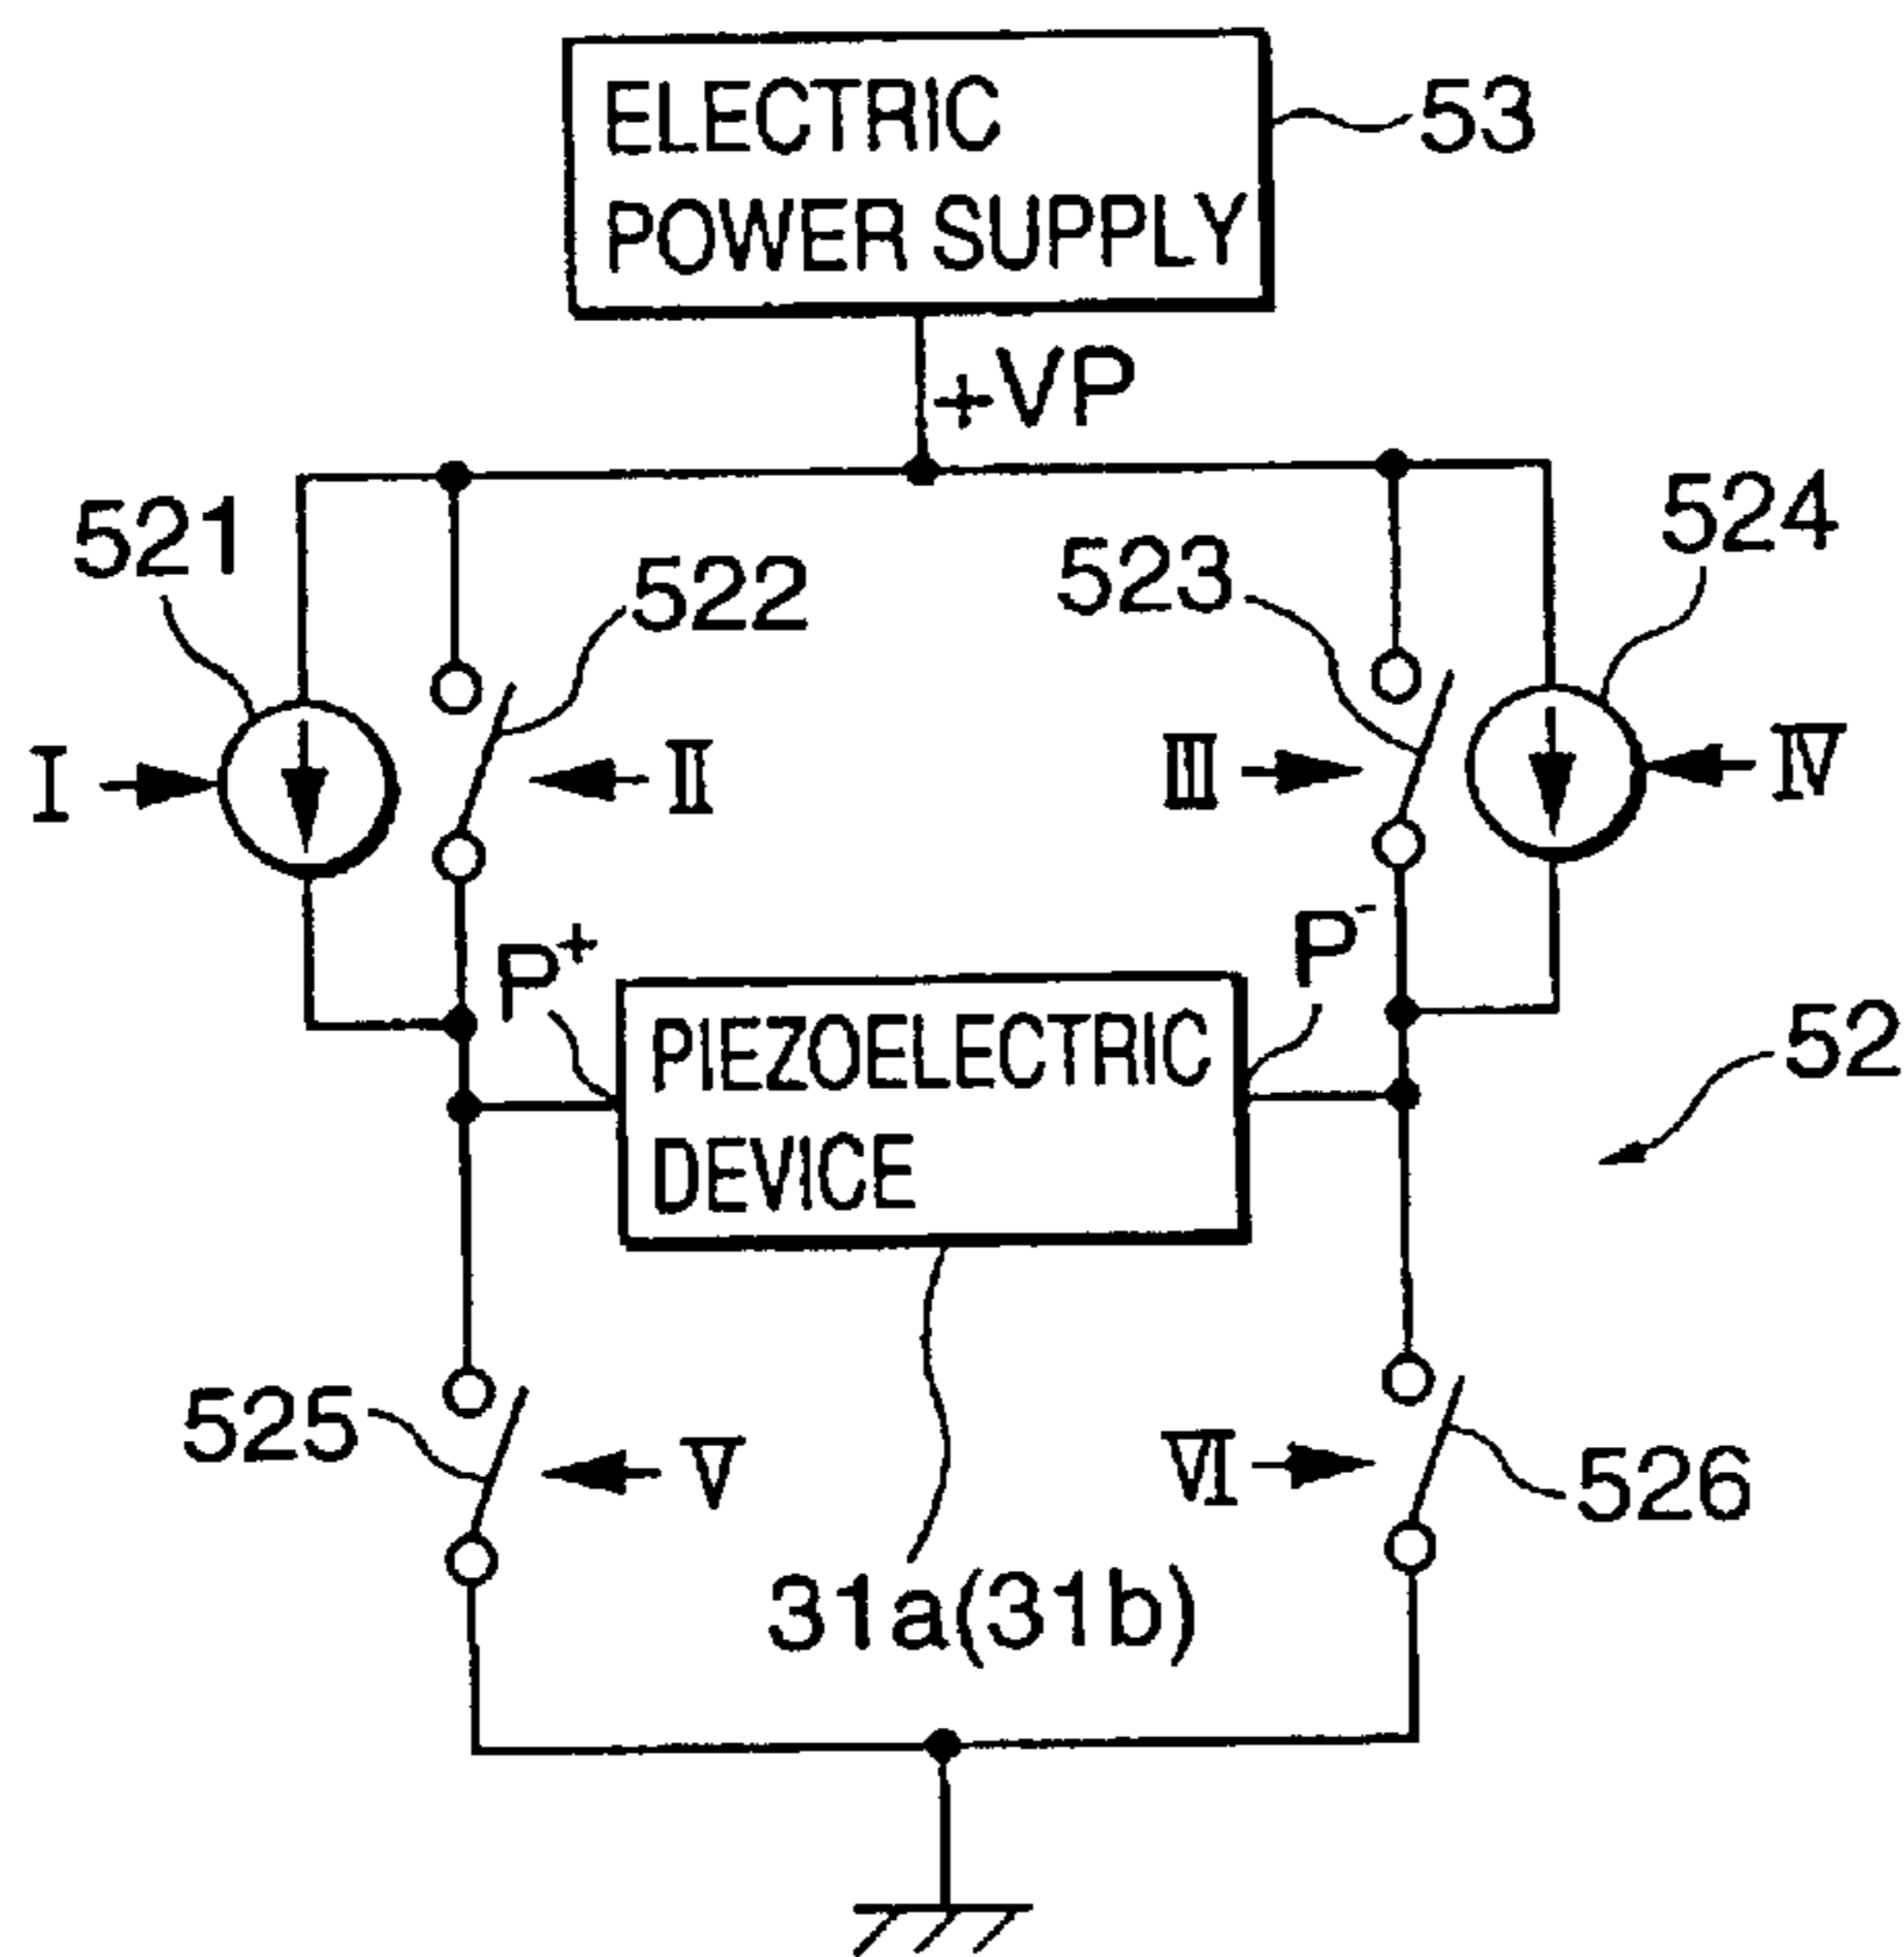 ELECTRIC
POWER SUPPLY
53
+VP
521
522
523
524
I
II
III
IV
P+
P-
PIEZOELECTRIC
DEVICE
52
525
V
VI
526
31a(31b)